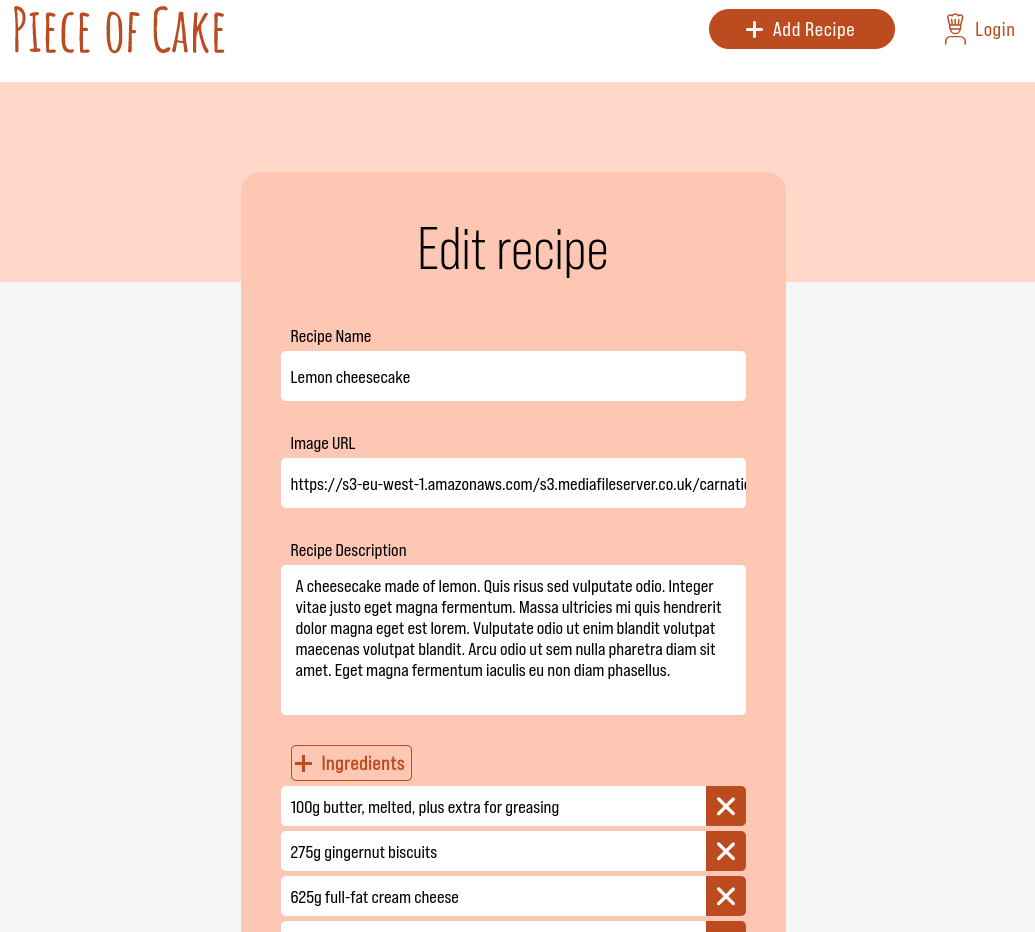 Piece of Cake
Add Recipe
Login
Edit recipe
Recipe Name
Lemon cheesecake
Image URL
https://s3-eu-west-1.amazonaws.com/s3.mediafileserver.co.uk/carnatio
Recipe Description
A cheesecake made of lemon. Quis risus sed vulputate odio. Integer
vitae justo eget magna fermentum. Massa ultricies mi quis hendrerit
dolor magna eget est lorem. Vulputate odio ut enim blandit volutpat
maecenas volutpat blandit. Arcu odio ut sem nulla pharetra diam sit
amet. Eget magna fermentum iaculis eu non diam phasellus.
Ingredients
100g butter, melted, plus extra for greasing
275g gingernut biscuits
625g full-fat cream cheese